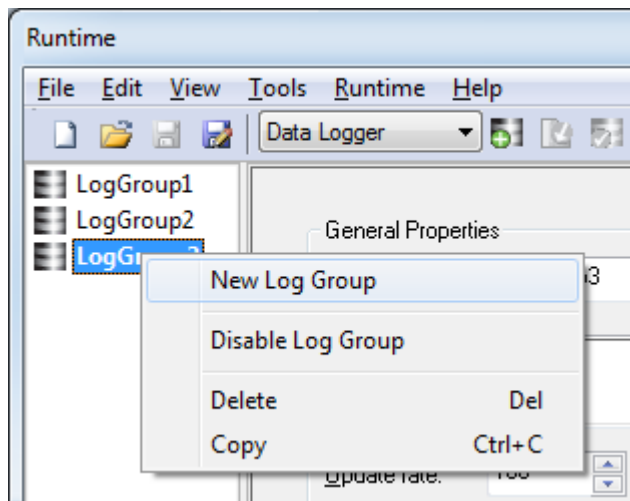 Runtime
File Edit View Tools Runtime Help
Data Logger
LogGroup1
LogGroup2
General Properties
New Log Group
Disable Log Group
Delete Del
Copy Ctrl+C